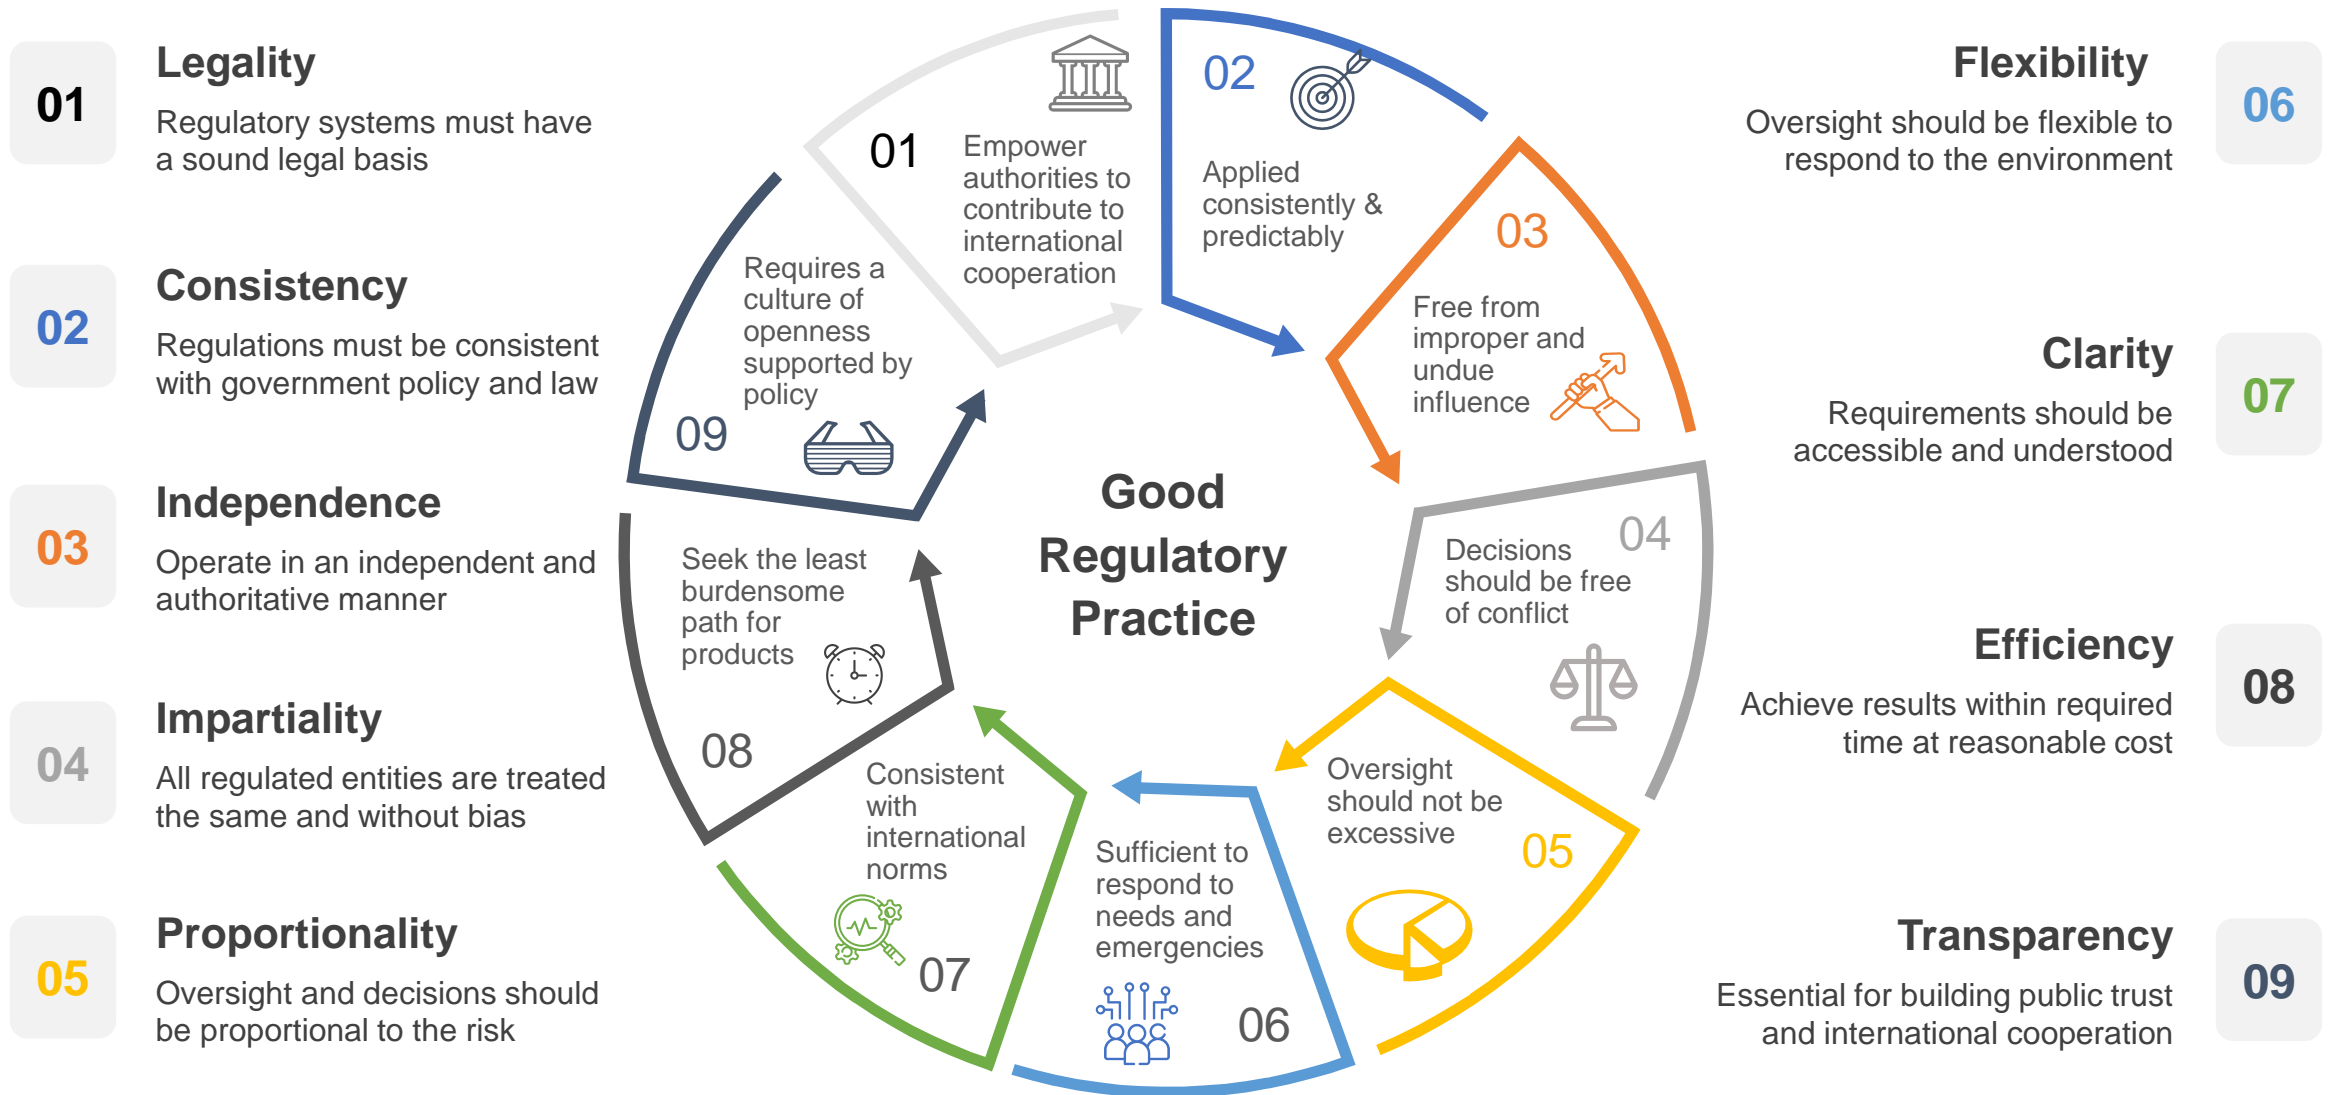 01
Legality
Regulatory systems must have
a sound legal basis
02
Consistency
Regulations must be consistent
with government policy and law
03
Independence
Operate in an independent and
authoritative manner
04
Impartiality
All regulated entities are treated
the same and without bias
05
Proportionality
Oversight and decisions should
be proportional to the risk
Good
Regulatory
Practice
01
Empower
authorities to
contribute to
international
cooperation
02
Applied
consistently &
predictably
03
Free from
improper and
undue
influence
04
Decisions
should be free
of conflict
05
Oversight
should not be
excessive
06
Sufficient to
respond to
needs and
emergencies
07
Consistent
with
international
norms
08
Seek the least
burdensome
path for
products
09
Requires a
culture of
openness
supported by
policy
Flexibility
06
Oversight should be flexible to
respond to the environment
Clarity
07
Requirements should be
accessible and understood
Efficiency
08
Achieve results within required
time at reasonable cost
Transparency
09
Essential for building public trust
and international cooperation